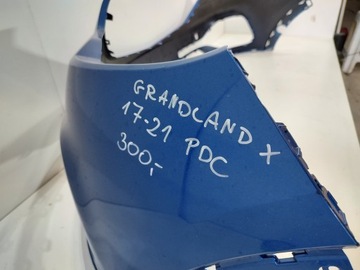 GRANDLAND X
17-21 PDC
300,-